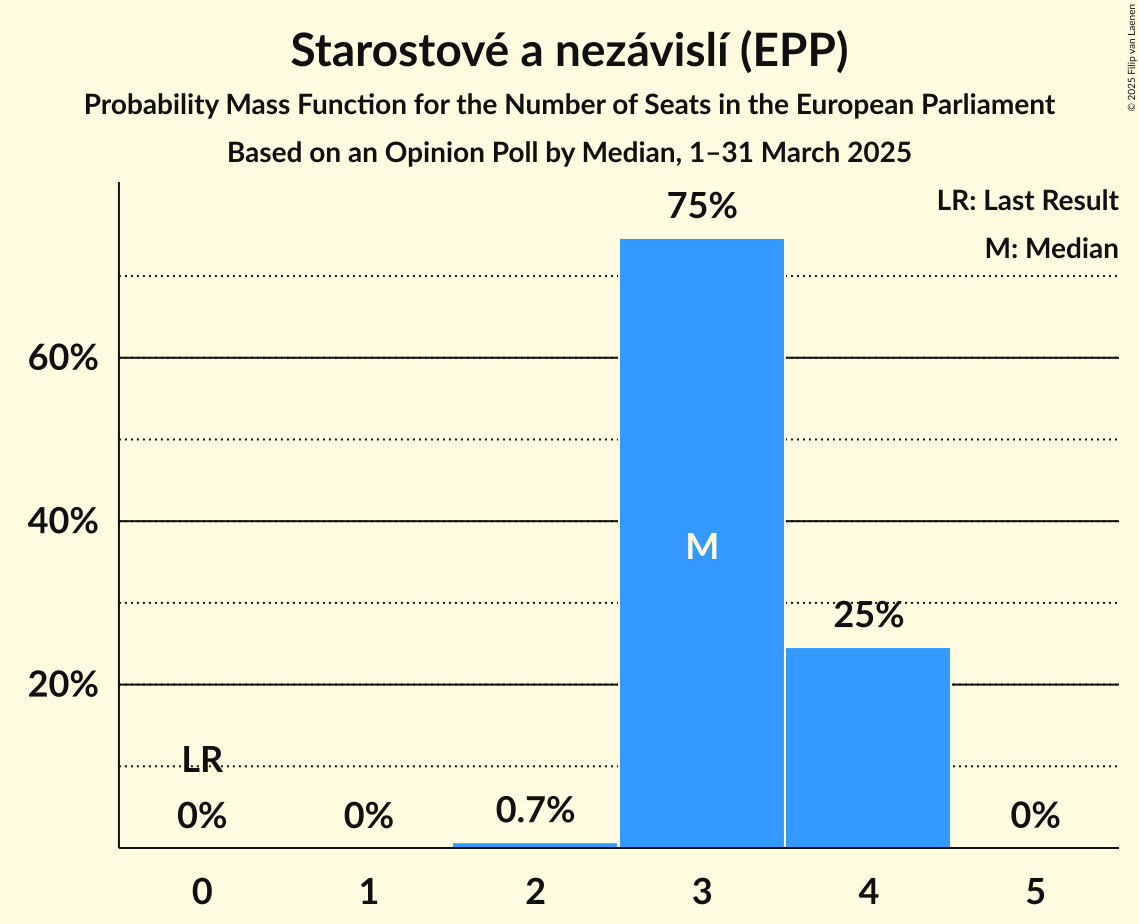 Starostové a nezávislí (EPP)
Probability Mass Function for the Number of Seats in the European Parliament
Based on an Opinion Poll by Median, 1–31 March 2025
© 2025 Filip van Laenen
LR: Last Result
M: Median
75%
60%
40%
M
25%
20%
LR
0%
0%
0.7%
0%
0
1
2
3
4
5